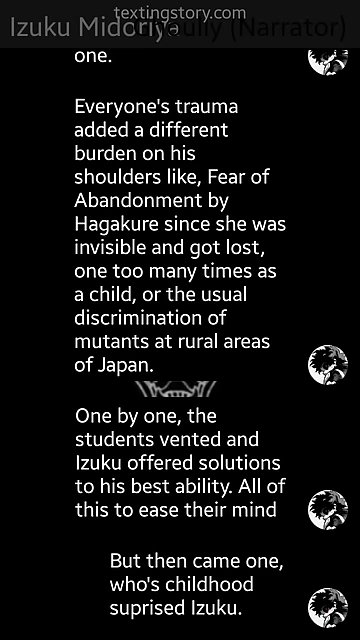 textingstory.com
Izuku Midoriya
(Narrator)
one.
Everyone's trauma
added a different
burden on his
shoulders like, Fear of
Abandonment by
Hagakure since she was
invisible and got lost,
one too many times as
a child, or the usual
discrimination of
mutants at rural areas
of Japan.
One by one, the
students vented and
Izuku offered solutions
to his best ability. All of
this to ease their mind
But then came one,
who's childhood
suprised Izuku.